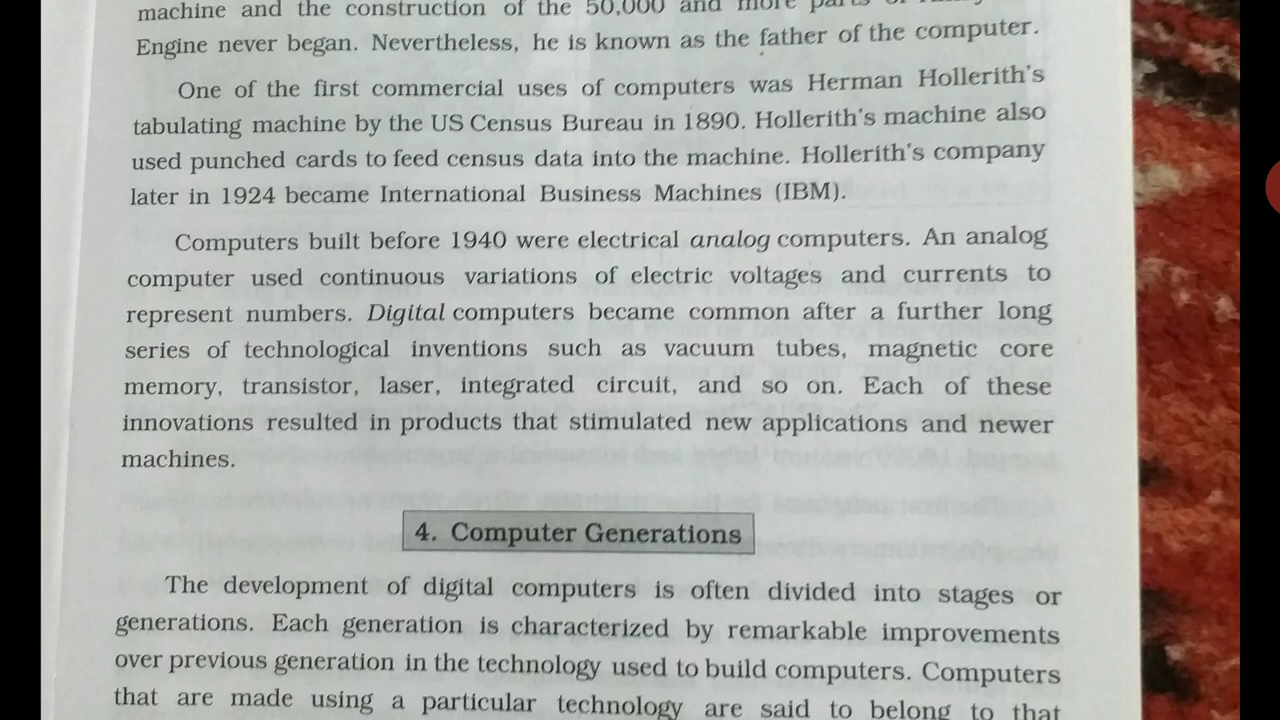 machine and the construction of the 50,000 and more parts of
Engine never began. Nevertheless, he is known as the father of the computer.
One of the first commercial uses of computers was Herman Hollerith's
tabulating machine by the US Census Bureau in 1890. Hollerith's machine also
used punched cards to feed census data into the machine. Hollerith's company
later in 1924 became International Business Machines (IBM).
Computers built before 1940 were electrical analog computers. An analog
computer used continuous variations of electric voltages and currents to
represent numbers. Digital computers became common after a further long
series of technological inventions such as vacuum tubes, magnetic core
memory, transistor, laser, integrated circuit, and so on. Each of these
innovations resulted in products that stimulated new applications and newer
machines.
4. Computer Generations
The development of digital computers is often divided into stages or
generations. Each generation is characterized by remarkable improvements
over previous generation in the technology used to build computers. Computers
that are made using a particular technology are said to belong to that